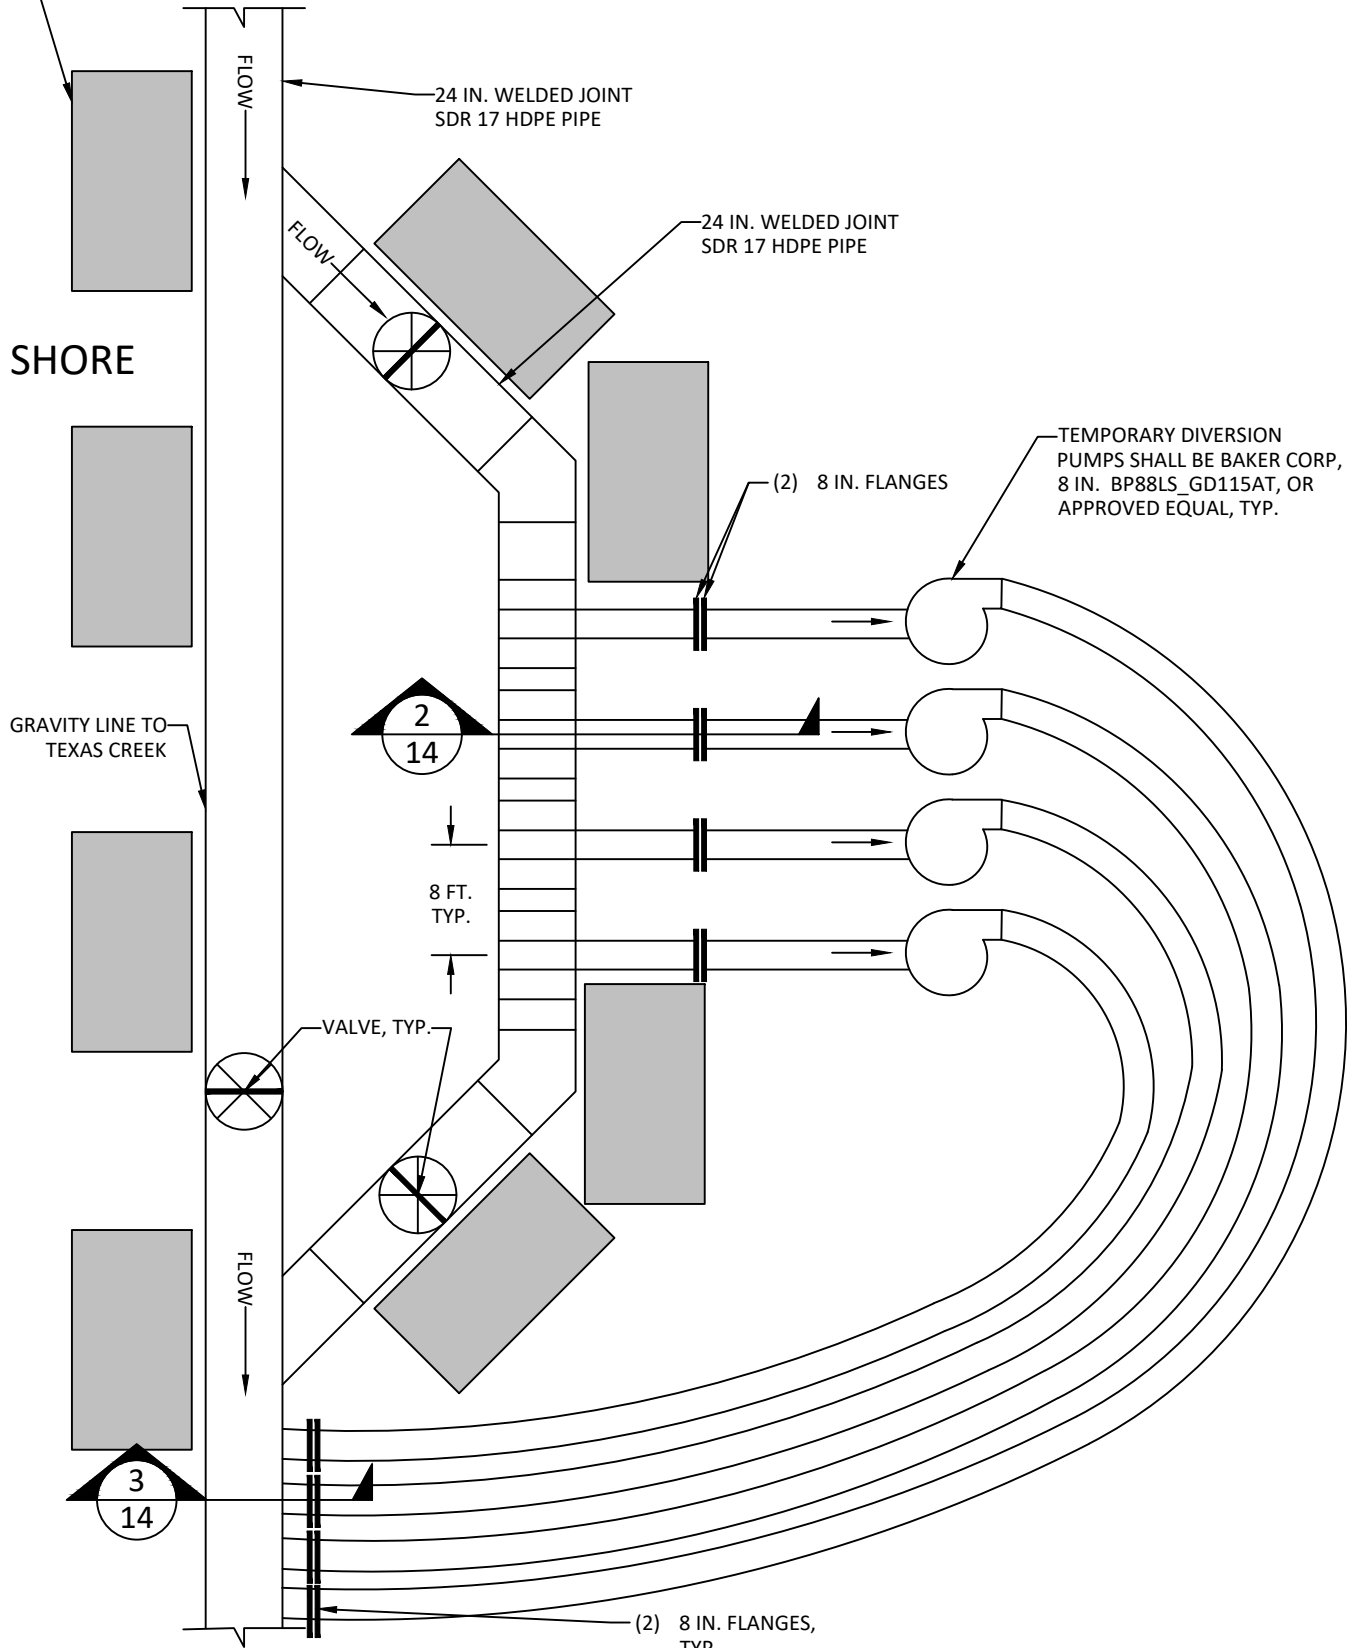 FLOW
24 IN. WELDED JOINT
SDR 17 HDPE PIPE
24 IN. WELDED JOINT
SDR 17 HDPE PIPE
FLOW
SHORE
TEMPORARY DIVERSION
PUMPS SHALL BE BAKER CORP,
8 IN. BP88LS_GD115AT, OR
APPROVED EQUAL, TYP.
(2) 8 IN. FLANGES
2
14
GRAVITY LINE TO
TEXAS CREEK
8 FT.
TYP.
VALVE, TYP.
FLOW
3
14
(2) 8 IN. FLANGES,
TYP.